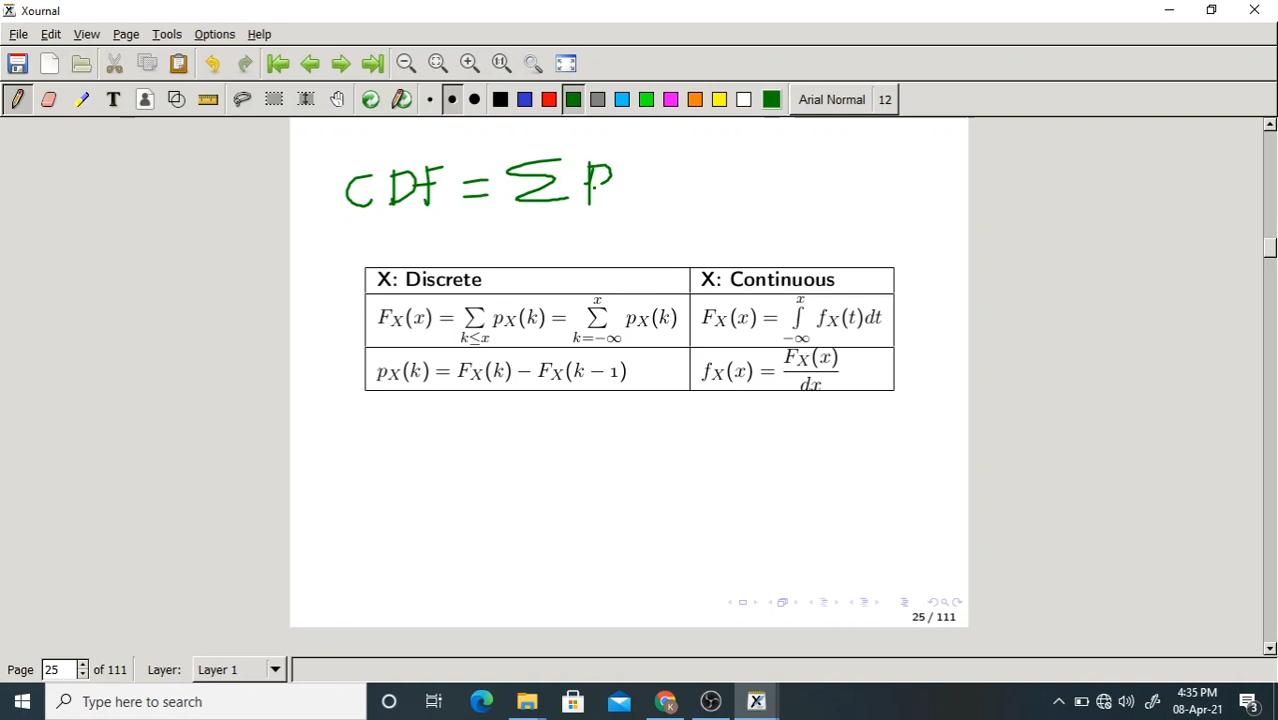 Xournal
File Edit View Page Tools Options Help
Arial Normal 12
CDF = Σ P
X: Discrete X: Continuous
F_X(x) = ∑_{k≤x} p_X(k) = ∑_{k=−∞}^{x} p_X(k) F_X(x) = ∫_{−∞}^{x} f_X(t)dt
p_X(k) = F_X(k) − F_X(k − 1) f_X(x) = F_X(x)/dx
25 / 111
Page 25 of 111 Layer: Layer 1
Type here to search
4:35 PM
08-Apr-21
3